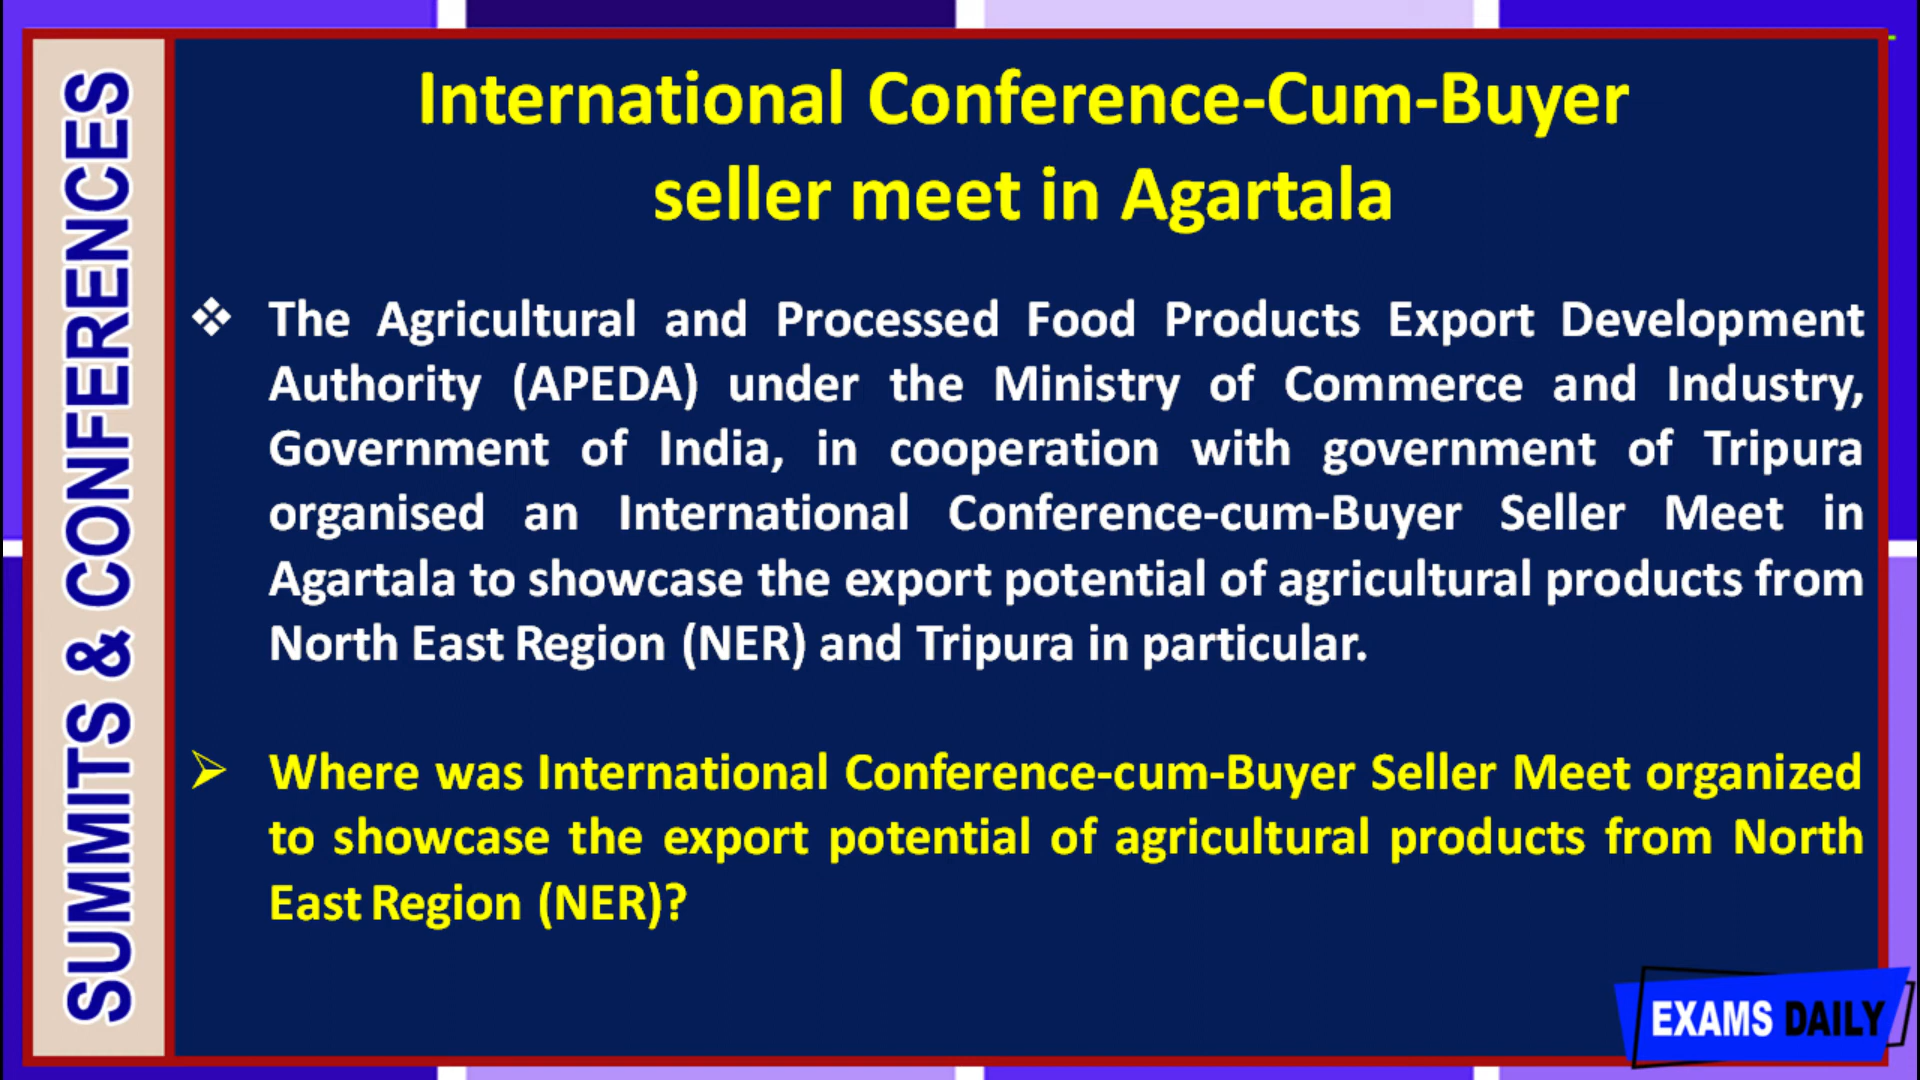 SUMMITS & CONFERENCES
International Conference-Cum-Buyer
seller meet in Agartala
The Agricultural and Processed Food Products Export Development
Authority (APEDA) under the Ministry of Commerce and Industry,
Government of India, in cooperation with government of Tripura
organised an International Conference-cum-Buyer Seller Meet in
Agartala to showcase the export potential of agricultural products from
North East Region (NER) and Tripura in particular.
Where was International Conference-cum-Buyer Seller Meet organized
to showcase the export potential of agricultural products from North
East Region (NER)?
EXAMS DAILY